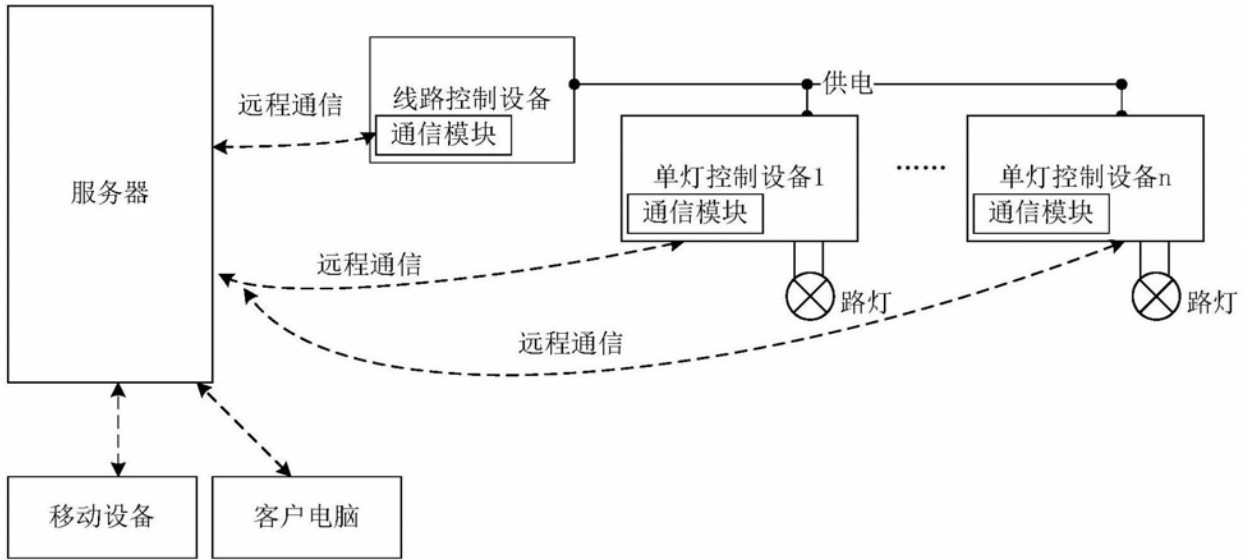 线路控制设备
通信模块
供电
远程通信
服务器
单灯控制设备1
通信模块
……
单灯控制设备n
通信模块
远程通信
路灯
路灯
远程通信
移动设备
客户电脑